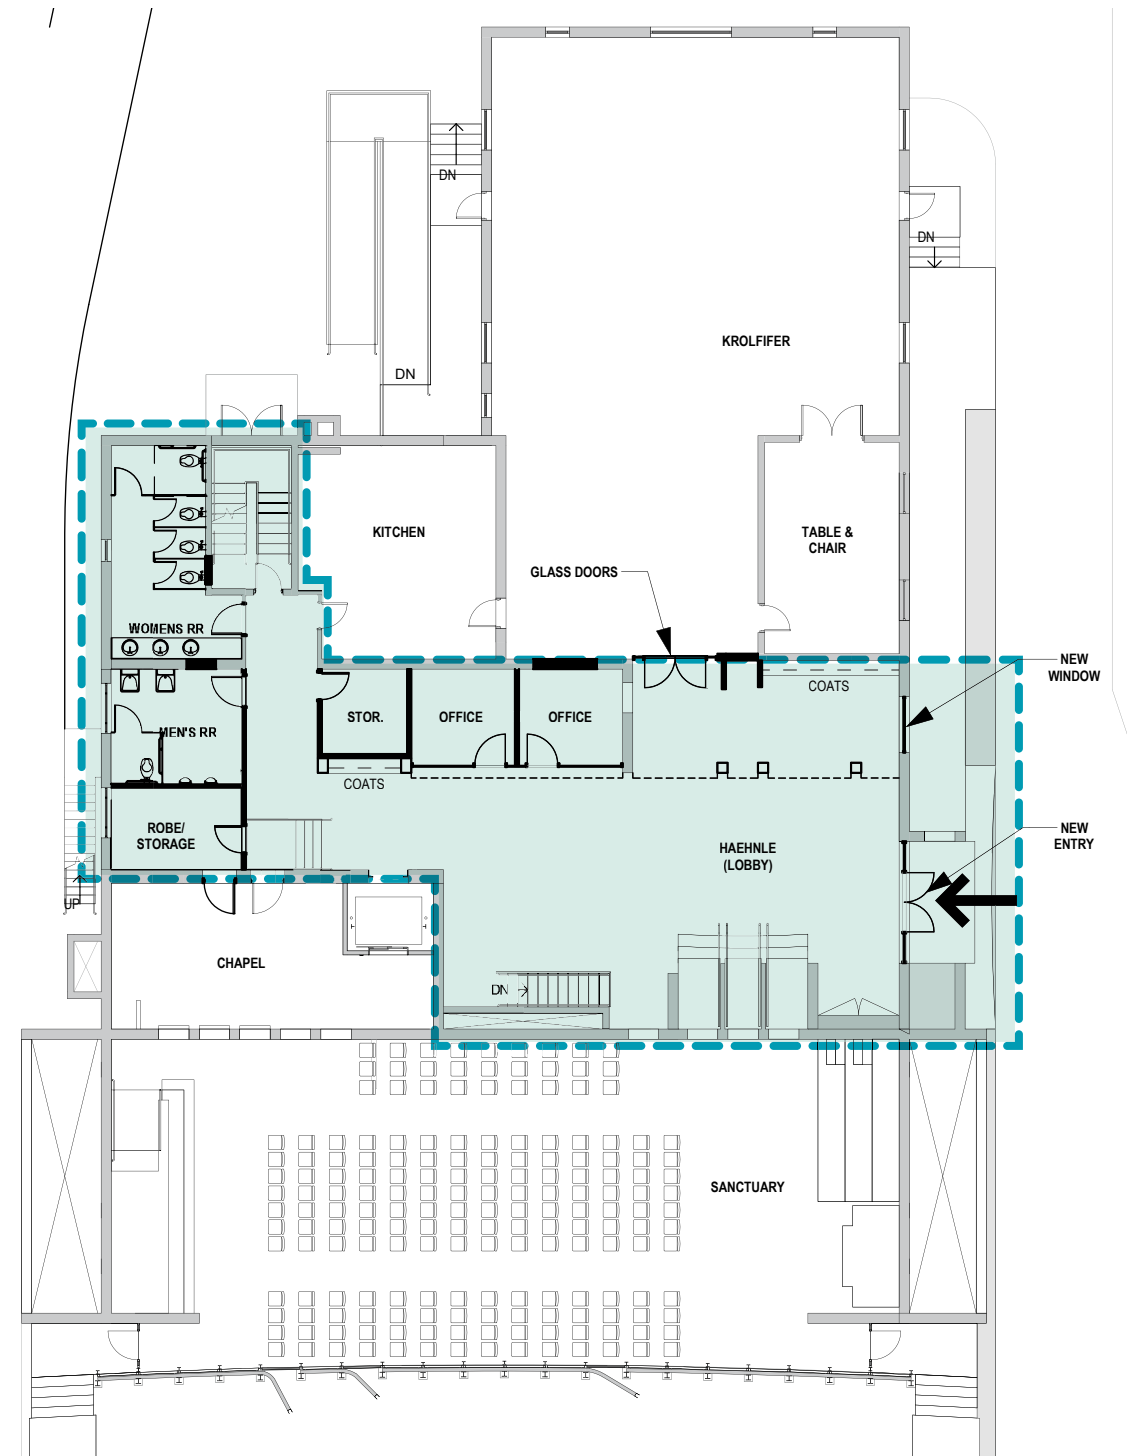 DN
DN
KROLFIFER
DN
KITCHEN
TABLE &
CHAIR
GLASS DOORS
WOMENS RR
NEW
WINDOW
COATS
STOR.
OFFICE
OFFICE
MEN'S RR
COATS
ROBE/
STORAGE
HAEHNLE
(LOBBY)
NEW
ENTRY
UP
CHAPEL
DN
SANCTUARY